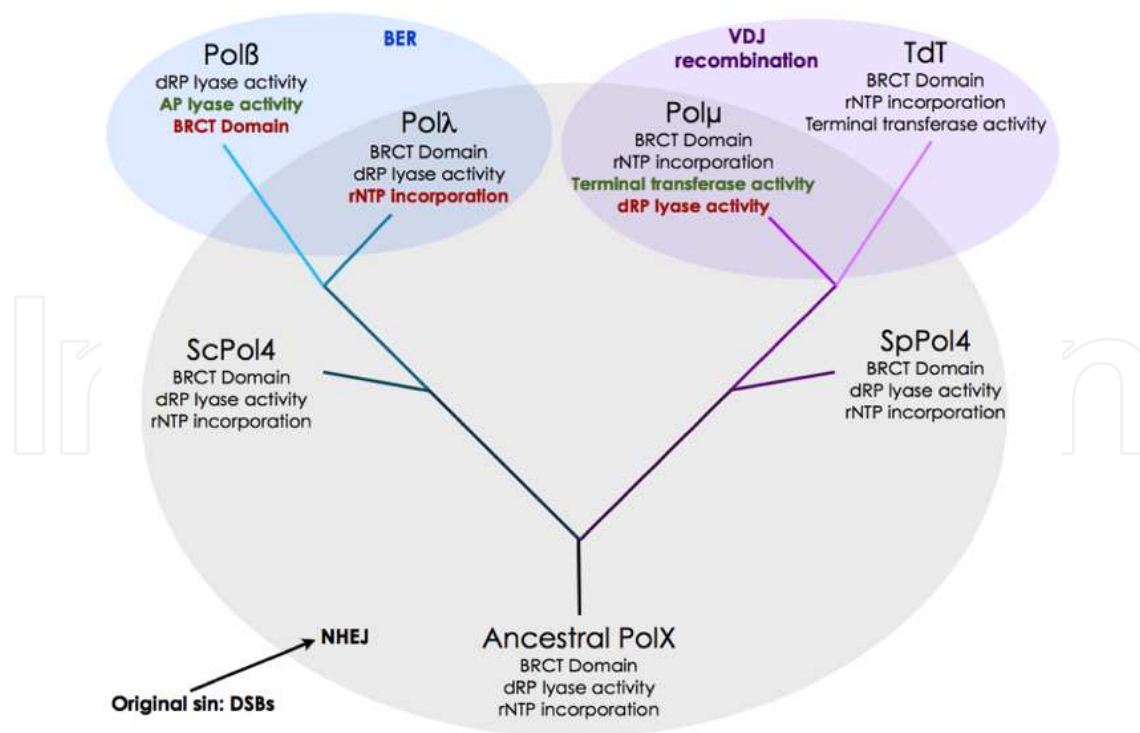 Polß
dRP lyase activity
AP lyase activity
BRCT Domain
BER
Polλ
BRCT Domain
dRP lyase activity
rNTP incorporation
VDJ
recombination
Polµ
BRCT Domain
rNTP incorporation
Terminal transferase activity
dRP lyase activity
TdT
BRCT Domain
rNTP incorporation
Terminal transferase activity
ScPol4
BRCT Domain
dRP lyase activity
rNTP incorporation
SpPol4
BRCT Domain
dRP lyase activity
rNTP incorporation
NHEJ
Original sin: DSBs
Ancestral PolX
BRCT Domain
dRP lyase activity
rNTP incorporation